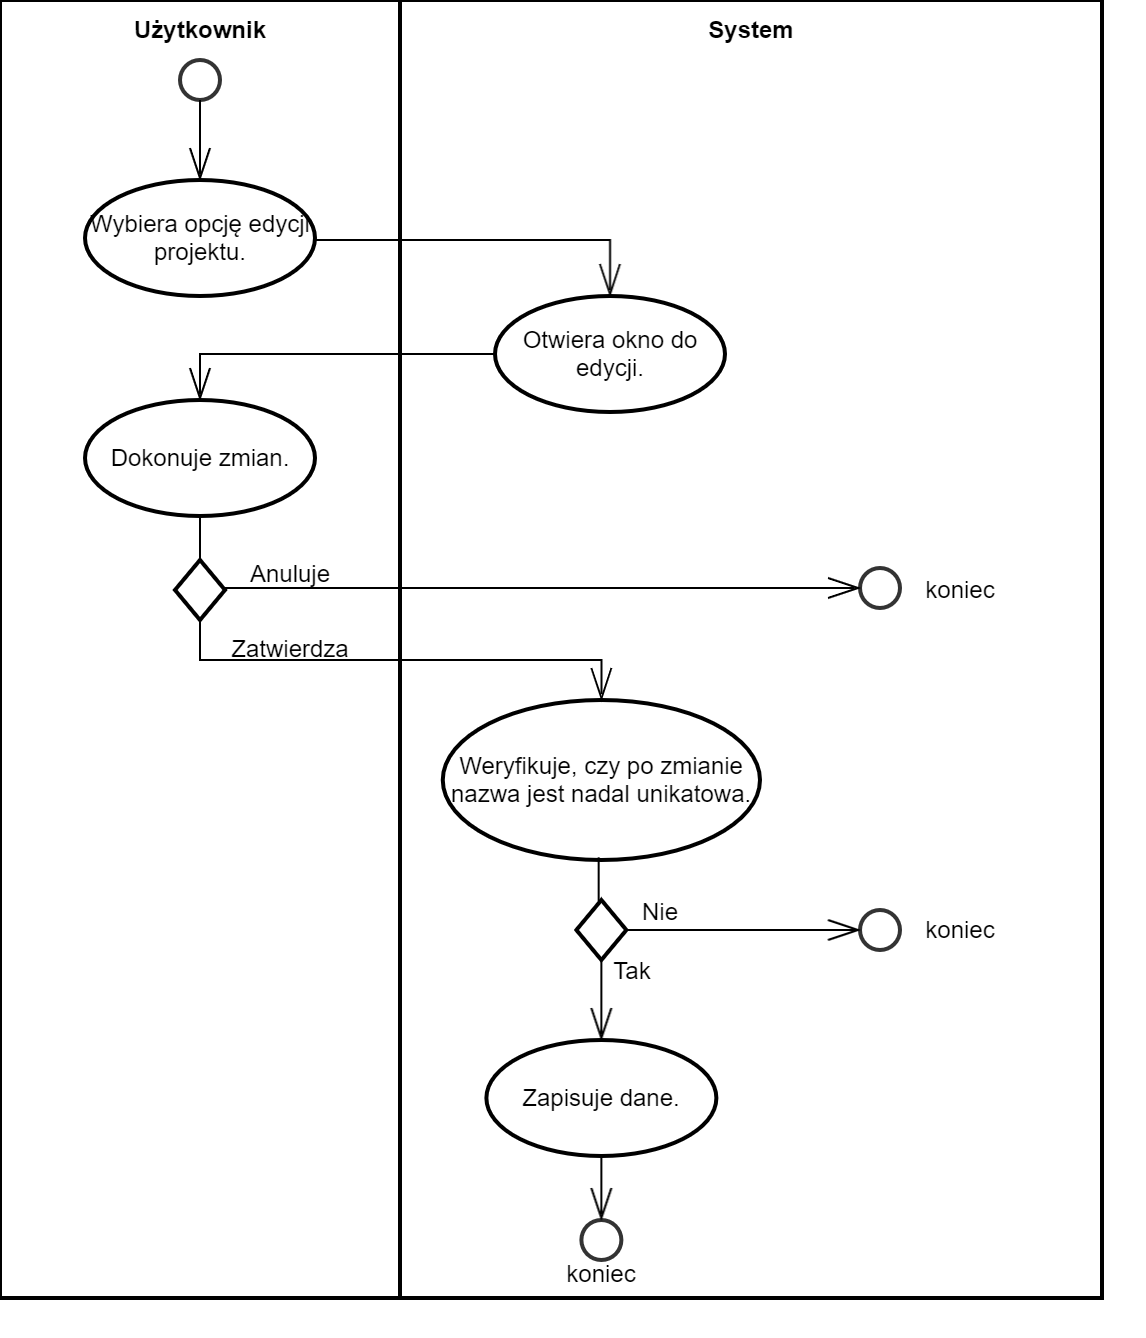 Użytkownik
System
Wybiera opcję edycji
projektu.
Otwiera okno do
edycji.
Dokonuje zmian.
Anuluje
koniec
Zatwierdza
Weryfikuje, czy po zmianie
nazwa jest nadal unikatowa.
Nie
koniec
Tak
Zapisuje dane.
koniec